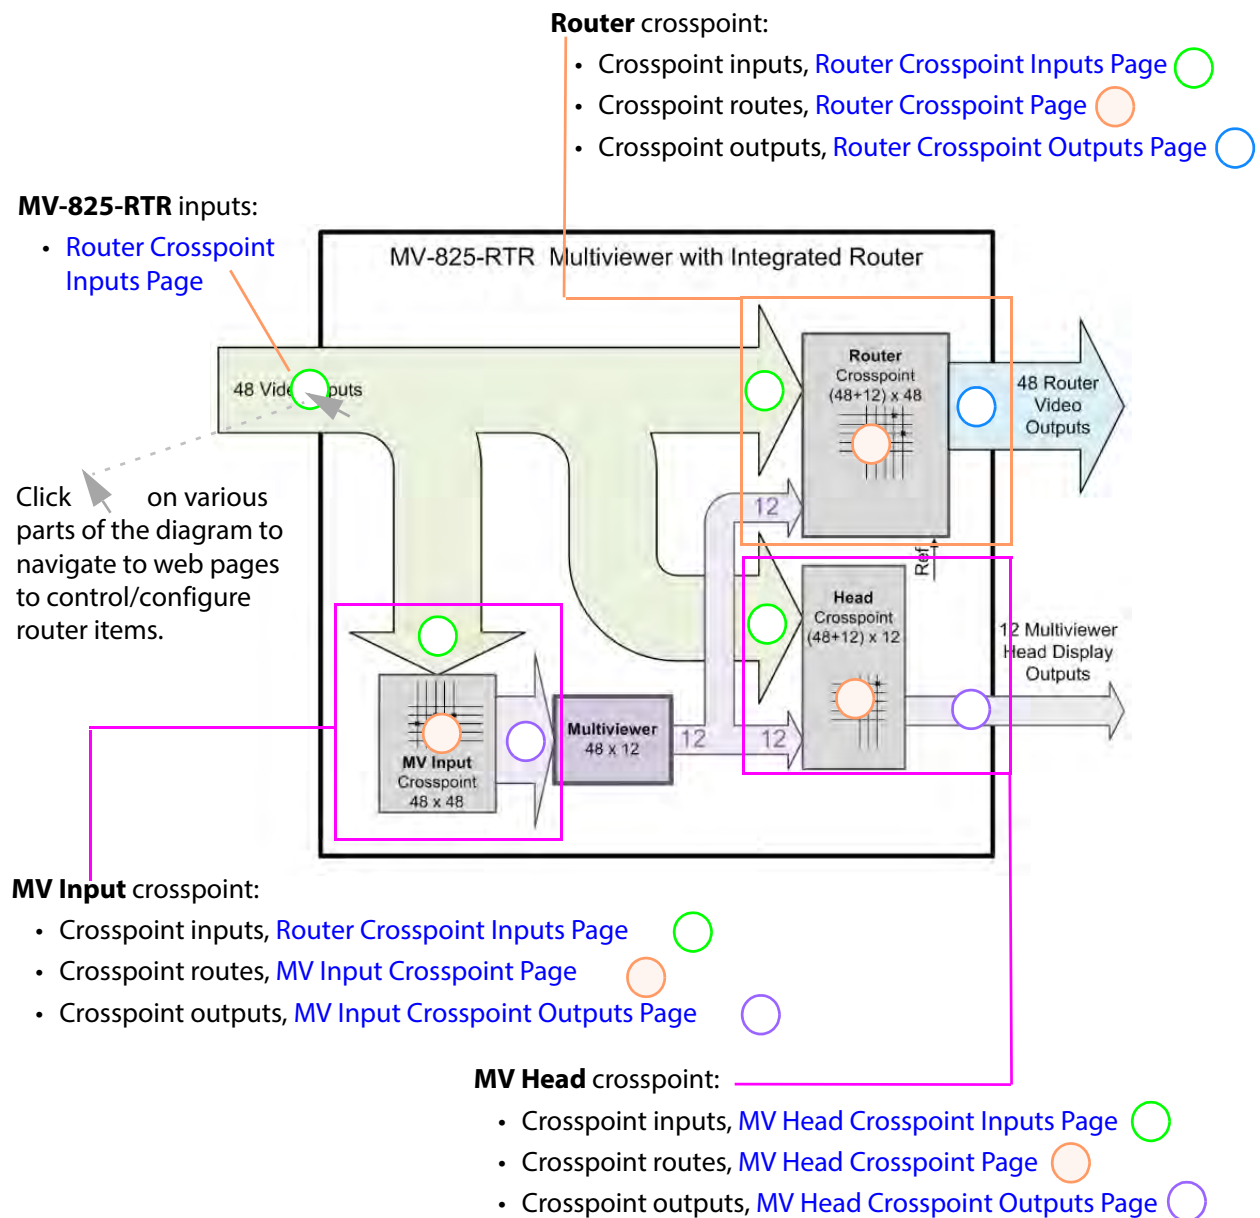 Router crosspoint:
• Crosspoint inputs, Router Crosspoint Inputs Page
• Crosspoint routes, Router Crosspoint Page
• Crosspoint outputs, Router Crosspoint Outputs Page
MV-825-RTR inputs:
• Router Crosspoint
Inputs Page
MV-825-RTR Multiviewer with Integrated Router
48 Vide puts
Router
Crosspoint
(48+12) x 48
48 Router
Video
Outputs
Click on various
parts of the diagram to
navigate to web pages
to control/configure
router items.
12
Ref
Head
Crosspoint
(48+12) x 12
12 Multiviewer
Head Display
Outputs
Multiviewer
48 x 12
12
12
MV Input
Crosspoint
48 x 48
MV Input crosspoint:
• Crosspoint inputs, Router Crosspoint Inputs Page
• Crosspoint routes, MV Input Crosspoint Page
• Crosspoint outputs, MV Input Crosspoint Outputs Page
MV Head crosspoint:
• Crosspoint inputs, MV Head Crosspoint Inputs Page
• Crosspoint routes, MV Head Crosspoint Page
• Crosspoint outputs, MV Head Crosspoint Outputs Page